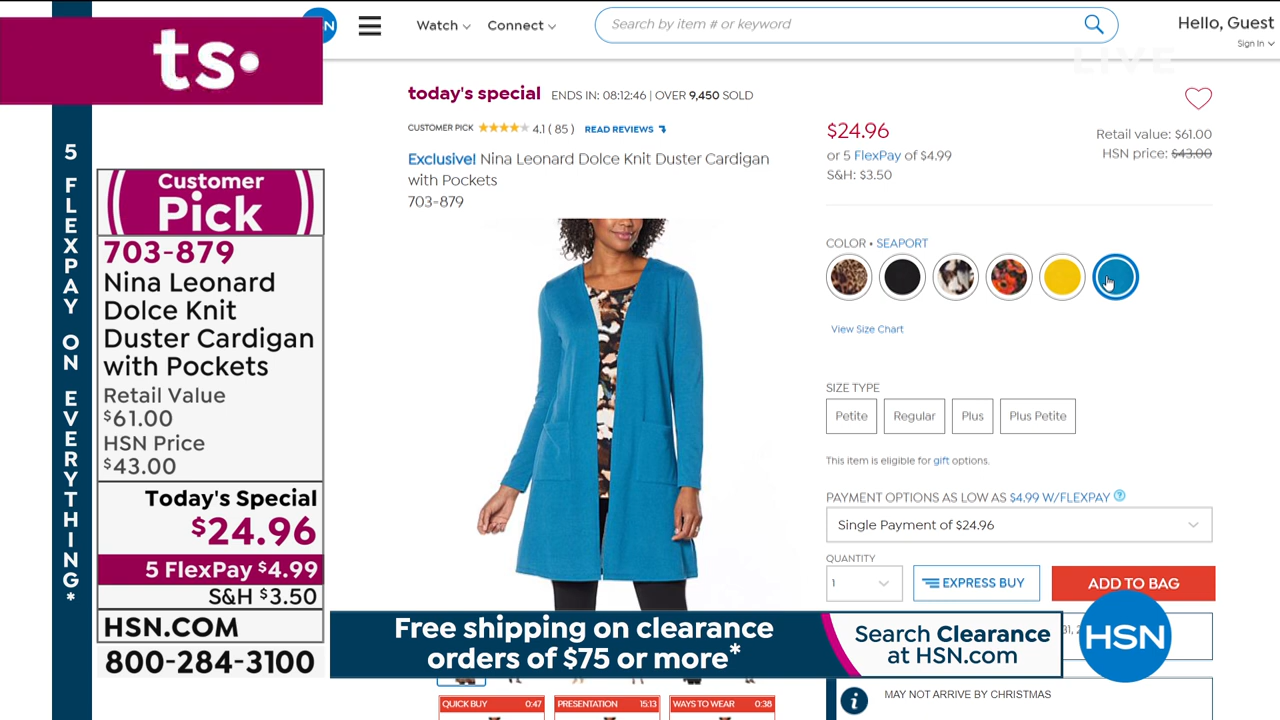 ts.
5 FLEXPAY ON EVERYTHING*
Customer
Pick
703-879
Nina Leonard
Dolce Knit
Duster Cardigan
with Pockets
Retail Value
$61.00
HSN Price
$43.00
Today's Special
$24.96
5 FlexPay $4.99
S&H $3.50
HSN.COM
800-284-3100
Watch
Connect
Search by item # or keyword
Hello, Guest
Sign In
LIVE
today's special ENDS IN: 08:12:46 | OVER 9,450 SOLD
CUSTOMER PICK 4.1 ( 85 ) READ REVIEWS
Exclusive! Nina Leonard Dolce Knit Duster Cardigan
with Pockets
703-879
$24.96
or 5 FlexPay of $4.99
S&H: $3.50
Retail value: $61.00
HSN price: $43.00
COLOR • SEAPORT
View Size Chart
SIZE TYPE
Petite
Regular
Plus
Plus Petite
This item is eligible for gift options.
PAYMENT OPTIONS AS LOW AS $4.99 W/FLEXPAY ?
Single Payment of $24.96
QUANTITY
1
EXPRESS BUY
ADD TO BAG
Free shipping on clearance
orders of $75 or more*
Search Clearance
at HSN.com
HSN
MAY NOT ARRIVE BY CHRISTMAS
QUICK BUY 0:47
PRESENTATION 15:13
WAYS TO WEAR 0:38